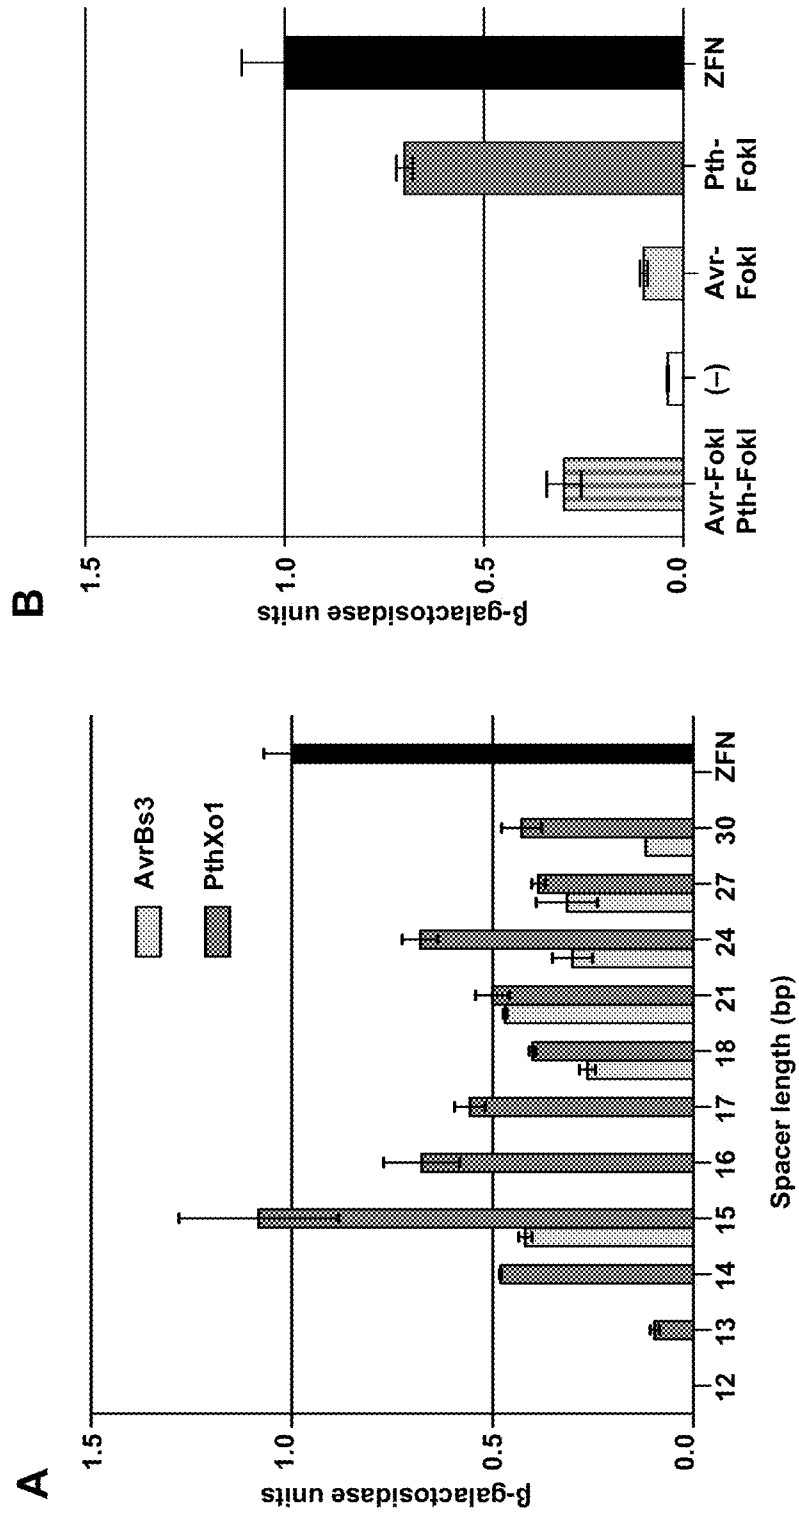 A
β-galactosidase units
1.5
1.0
0.5
0.0
AvrBs3
PthXo1
12 13 14 15 16 17 18 21 24 27 30 ZFN
Spacer length (bp)
B
β-galactosidase units
1.5
1.0
0.5
0.0
Avr-FokI (–) Avr- Pth- ZFN
Pth-FokI FokI FokI